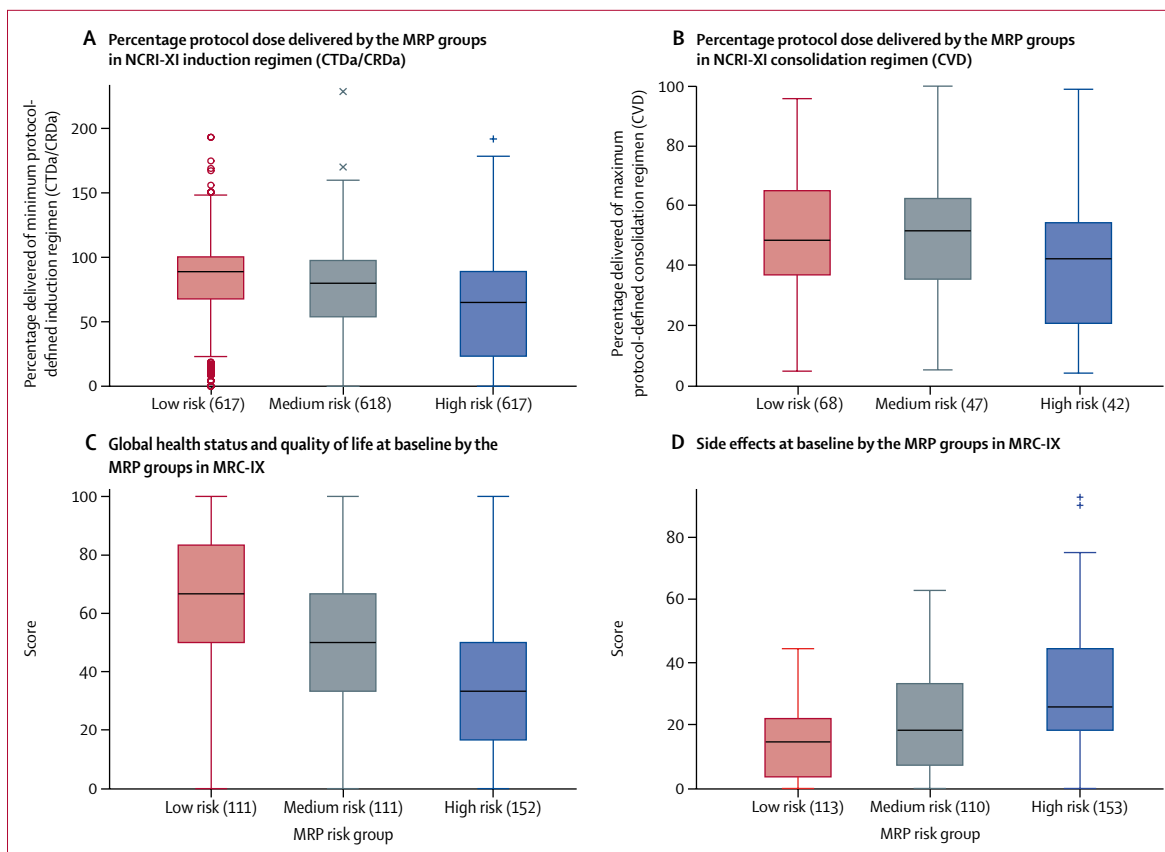 A Percentage protocol dose delivered by the MRP groups
in NCRI-XI induction regimen (CTDa/CRDa)
Percentage delivered of minimum protocol-
defined induction regimen (CTDa/CRDa)
200
150
100
50
0
Low risk (617)
Medium risk (618)
High risk (617)
B Percentage protocol dose delivered by the MRP groups
in NCRI-XI consolidation regimen (CVD)
Percentage delivered of maximum
protocol-defined consolidation regimen (CVD)
100
80
60
40
20
0
Low risk (68)
Medium risk (47)
High risk (42)
C Global health status and quality of life at baseline by the
MRP groups in MRC-IX
Score
100
80
60
40
20
0
Low risk (111)
Medium risk (111)
High risk (152)
MRP risk group
D Side effects at baseline by the MRP groups in MRC-IX
Score
80
60
40
20
0
Low risk (113)
Medium risk (110)
High risk (153)
MRP risk group